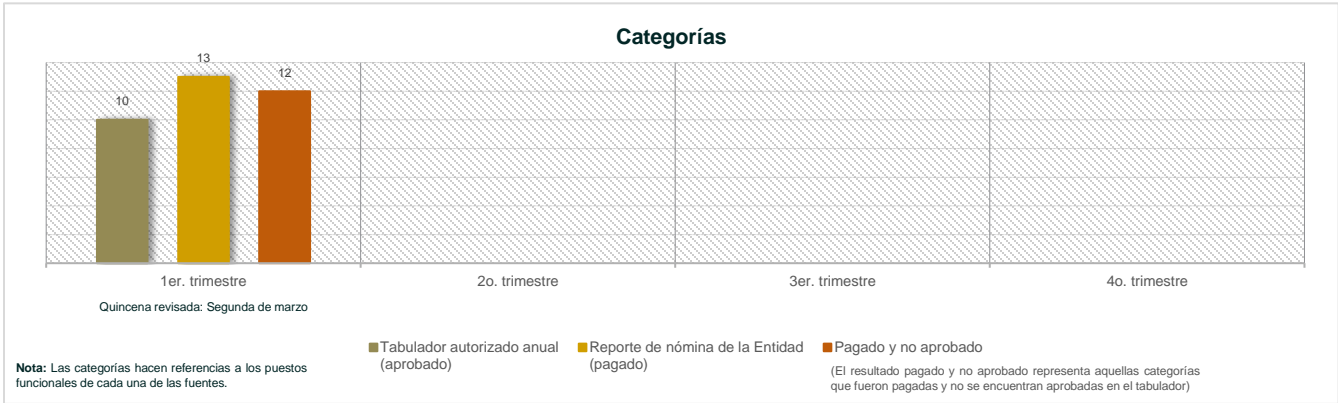 Categorías
13
12
10
1er. trimestre
2o. trimestre
3er. trimestre
4o. trimestre
Quincena revisada: Segunda de marzo
Tabulador autorizado anual
(aprobado)
Reporte de nómina de la Entidad
(pagado)
Pagado y no aprobado
(El resultado pagado y no aprobado representa aquellas categorías
que fueron pagadas y no se encuentran aprobadas en el tabulador)
Nota: Las categorías hacen referencias a los puestos
funcionales de cada una de las fuentes.